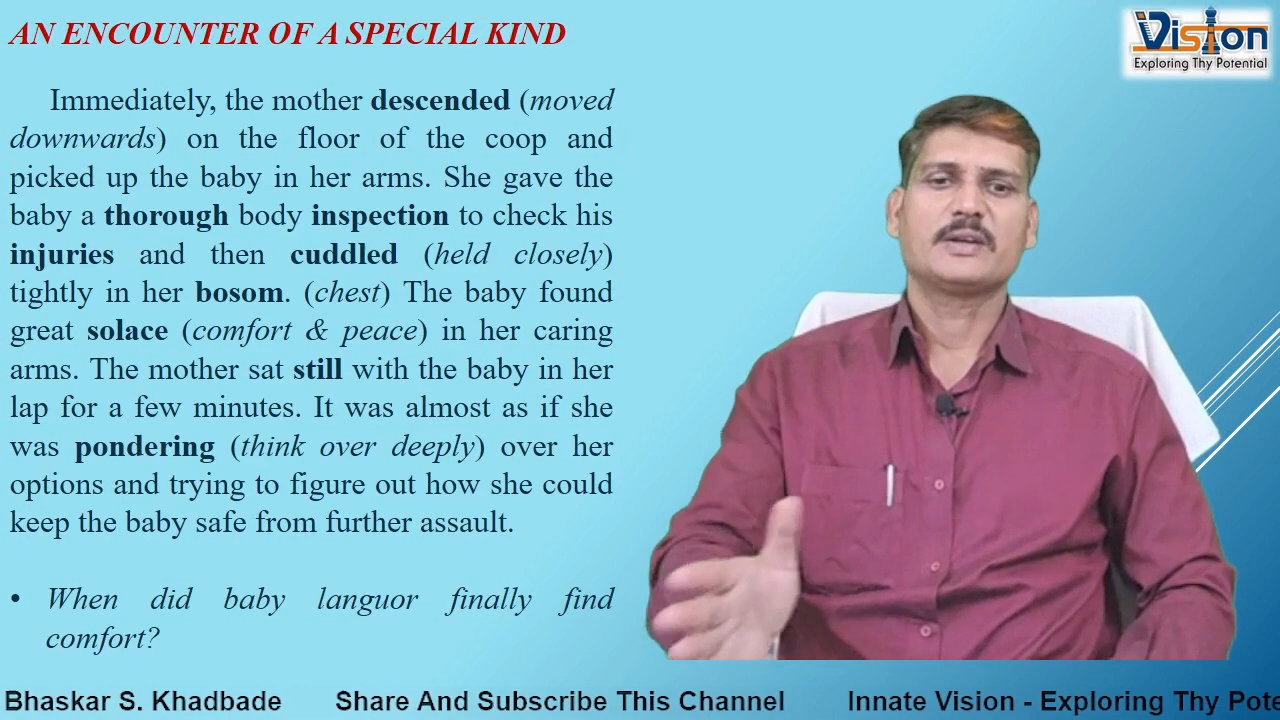 AN ENCOUNTER OF A SPECIAL KIND
Vision
Exploring Thy Potential
Immediately, the mother descended (moved
downwards) on the floor of the coop and
picked up the baby in her arms. She gave the
baby a thorough body inspection to check his
injuries and then cuddled (held closely)
tightly in her bosom. (chest) The baby found
great solace (comfort & peace) in her caring
arms. The mother sat still with the baby in her
lap for a few minutes. It was almost as if she
was pondering (think over deeply) over her
options and trying to figure out how she could
keep the baby safe from further assault.
• When did baby languor finally find
comfort?
Bhaskar S. Khadbade Share And Subscribe This Channel Innate Vision - Exploring Thy Pote